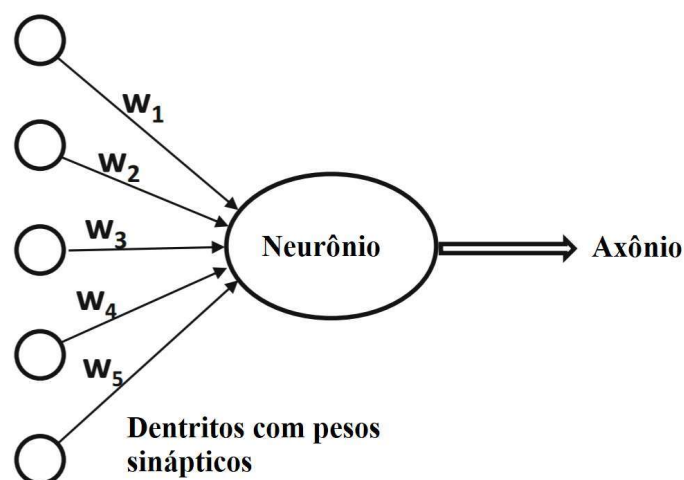 w1
w2
w3
Neurônio
Axônio
w4
w5
Dentritos com pesos
sinápticos